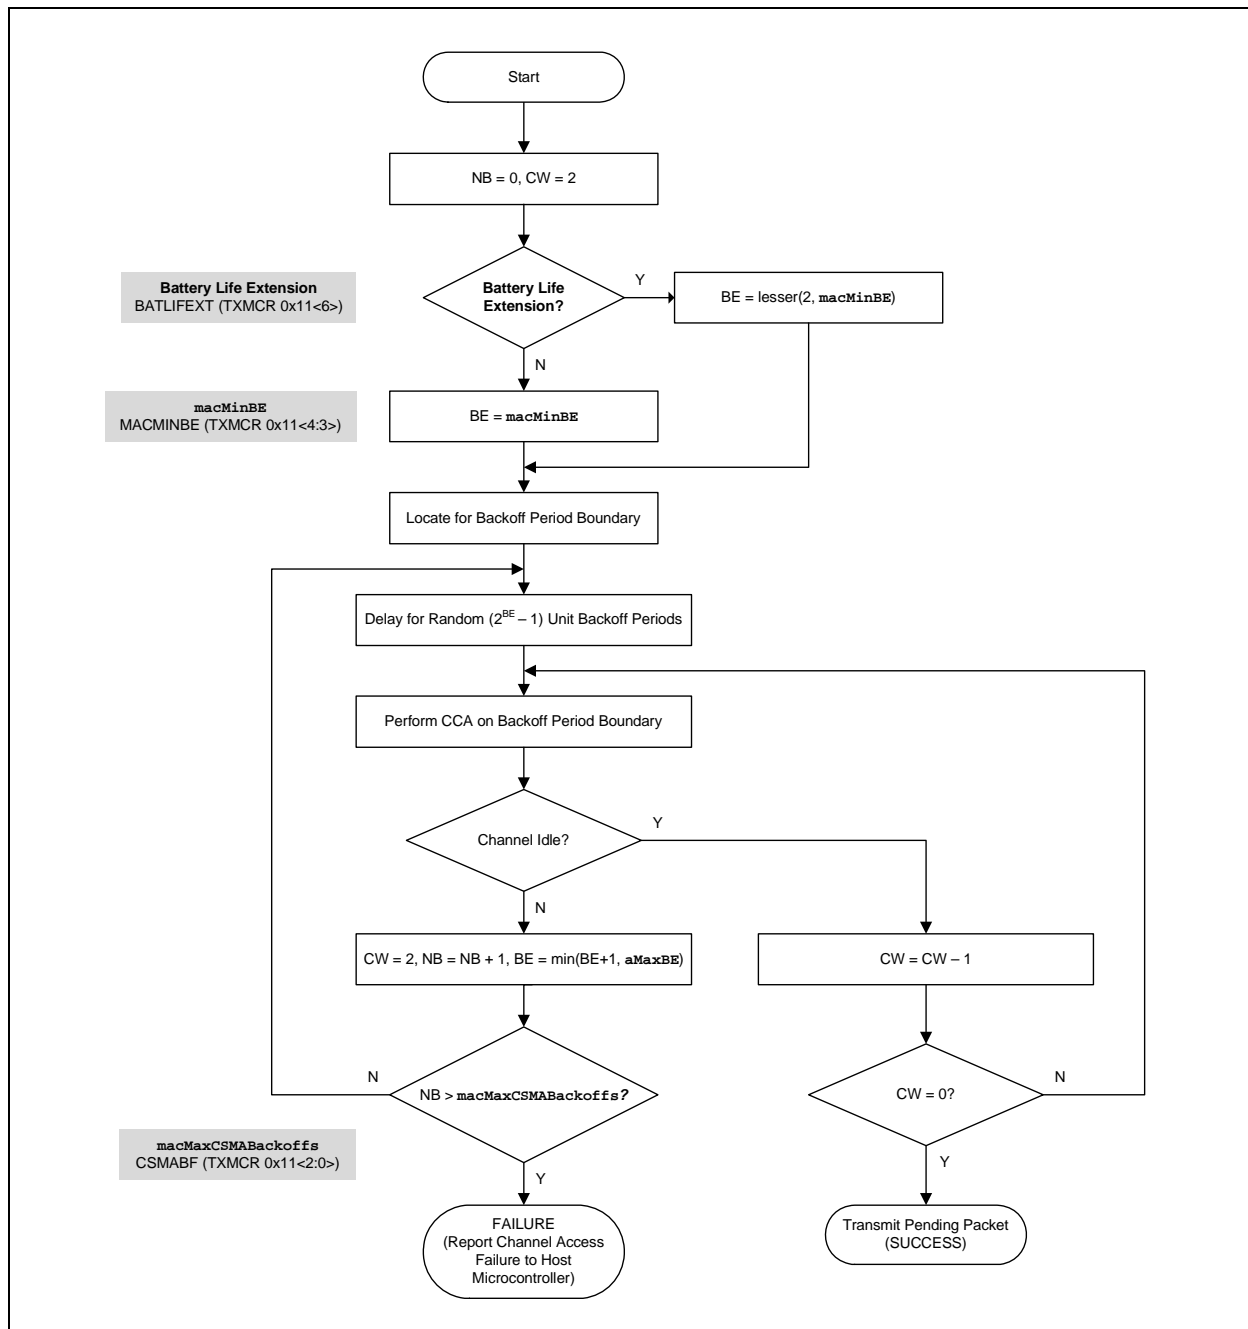 Start
NB = 0, CW = 2
Battery Life Extension
BATLIFEXT (TXMCR 0x11<6>)
Battery Life
Extension?
Y
BE = lesser(2, macMinBE)
N
macMinBE
MACMINBE (TXMCR 0x11<4:3>)
BE = macMinBE
Locate for Backoff Period Boundary
Delay for Random (2^BE – 1) Unit Backoff Periods
Perform CCA on Backoff Period Boundary
Channel Idle?
Y
N
CW = 2, NB = NB + 1, BE = min(BE+1, aMaxBE)
CW = CW – 1
N
NB > macMaxCSMABackoffs?
CW = 0?
N
macMaxCSMABackoffs
CSMABF (TXMCR 0x11<2:0>)
Y
Y
FAILURE
(Report Channel Access
Failure to Host
Microcontroller)
Transmit Pending Packet
(SUCCESS)